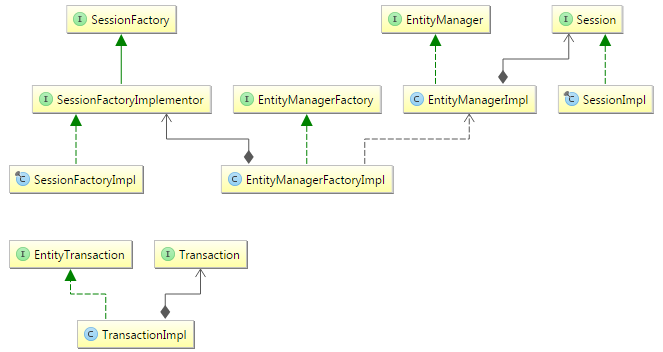 I SessionFactory
I EntityManager
I Session
I SessionFactoryImplementor
I EntityManagerFactory
C EntityManagerImpl
C SessionImpl
C SessionFactoryImpl
C EntityManagerFactoryImpl
I EntityTransaction
I Transaction
C TransactionImpl